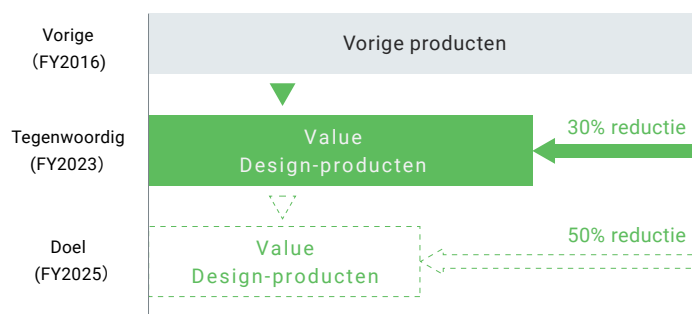 Vorige
(FY2016)
Vorige producten
Tegenwoordig
(FY2023)
Value
Design-producten
30% reductie
Doel
(FY2025)
Value
Design-producten
50% reductie